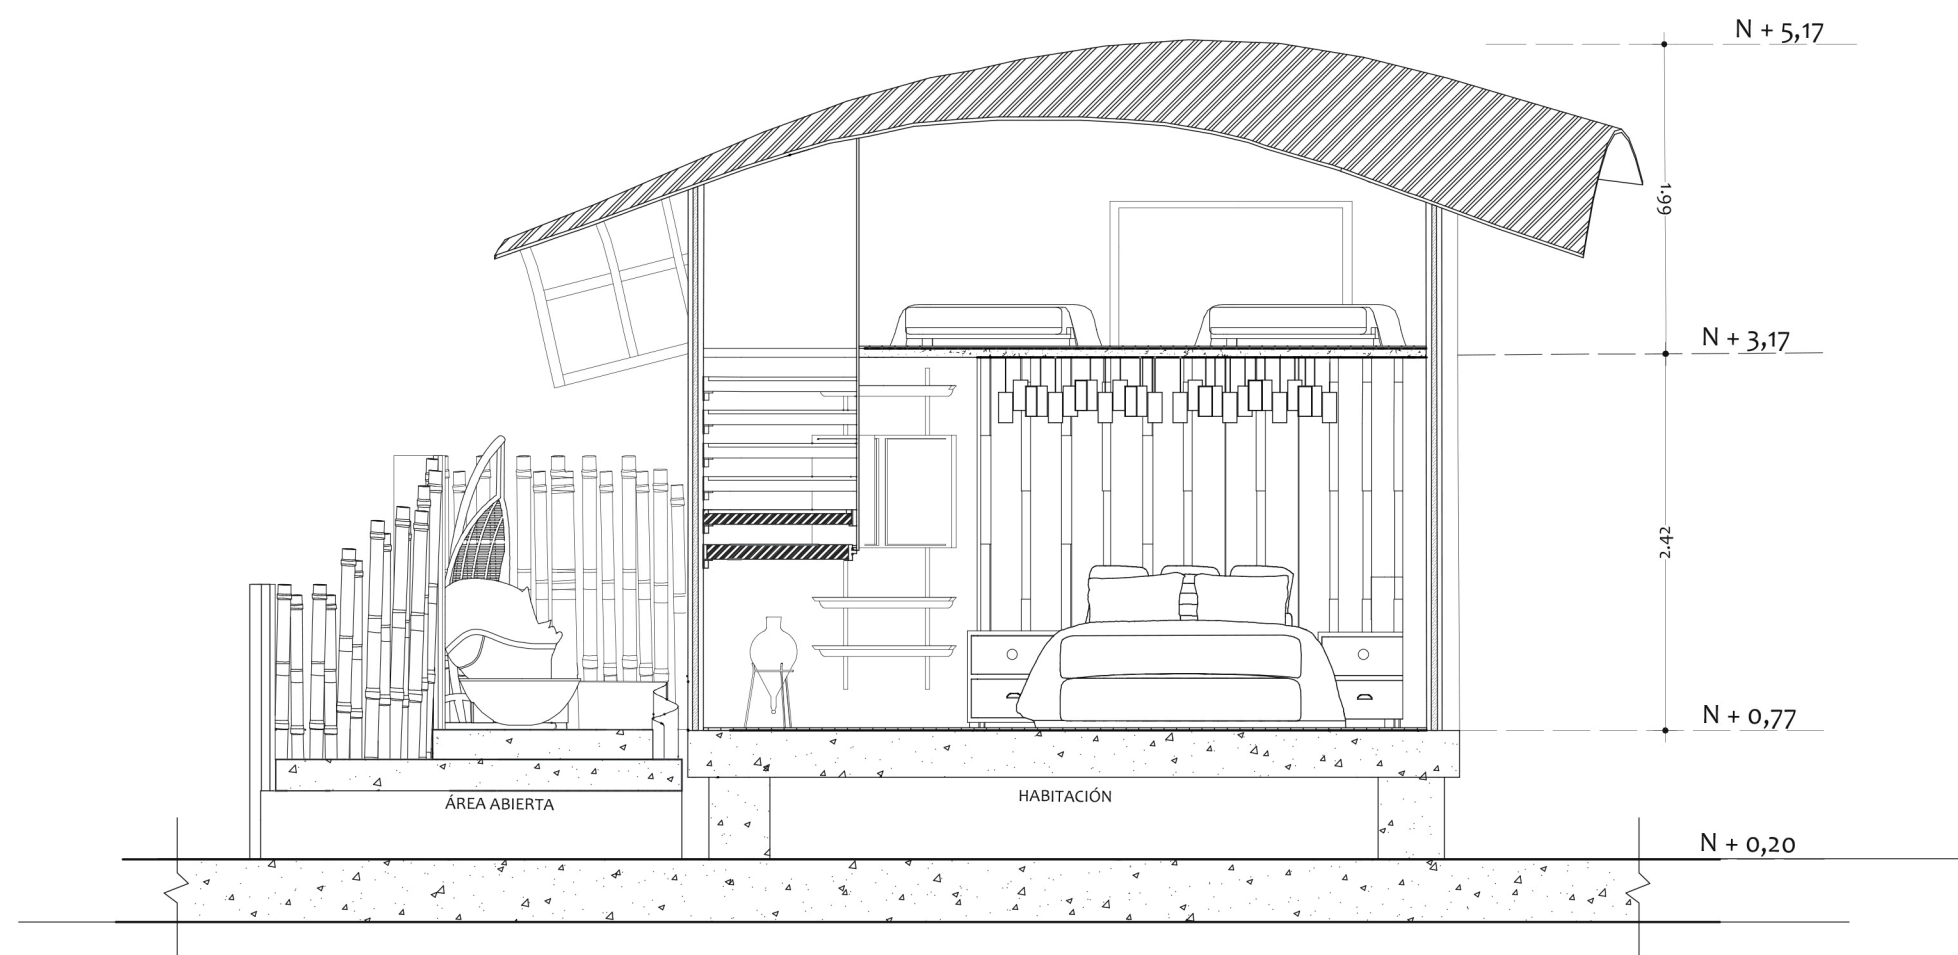 N + 5,17
1.99
N + 3,17
2.42
N + 0,77
ÁREA ABIERTA
HABITACIÓN
N + 0,20